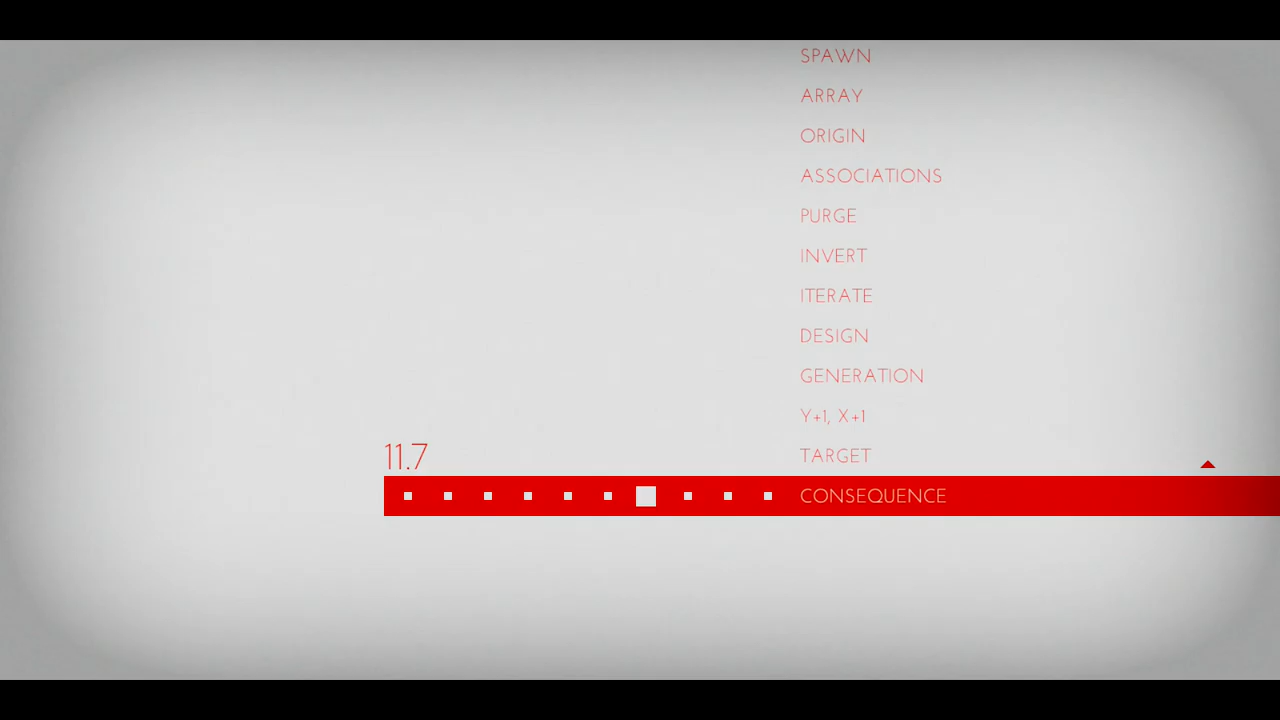 SPAWN
ARRAY
ORIGIN
ASSOCIATIONS
PURGE
INVERT
ITERATE
DESIGN
GENERATION
Y+1, X+1
TARGET
11.7
CONSEQUENCE